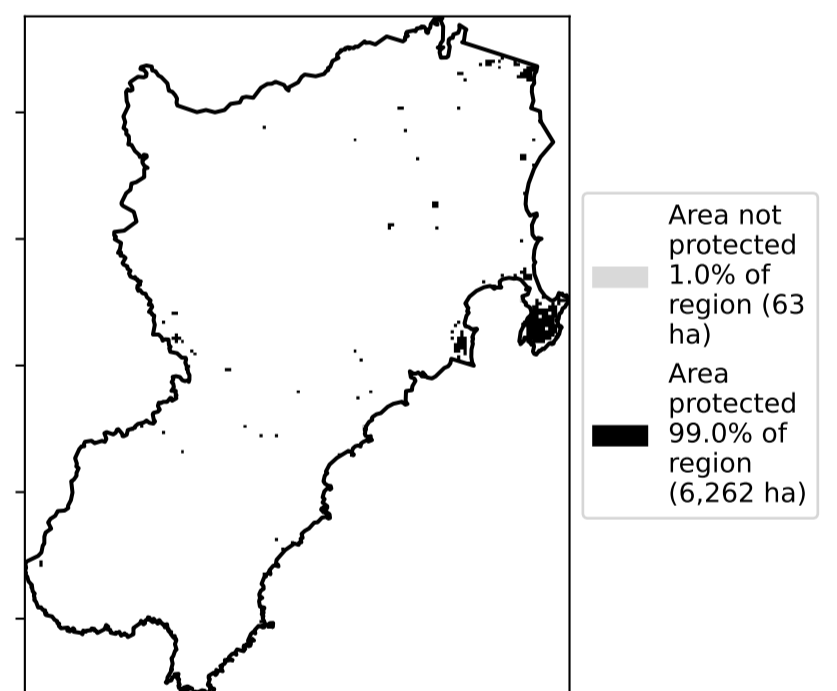 Area not
protected
1.0% of
region (63
ha)
Area
protected
99.0% of
region
(6,262 ha)